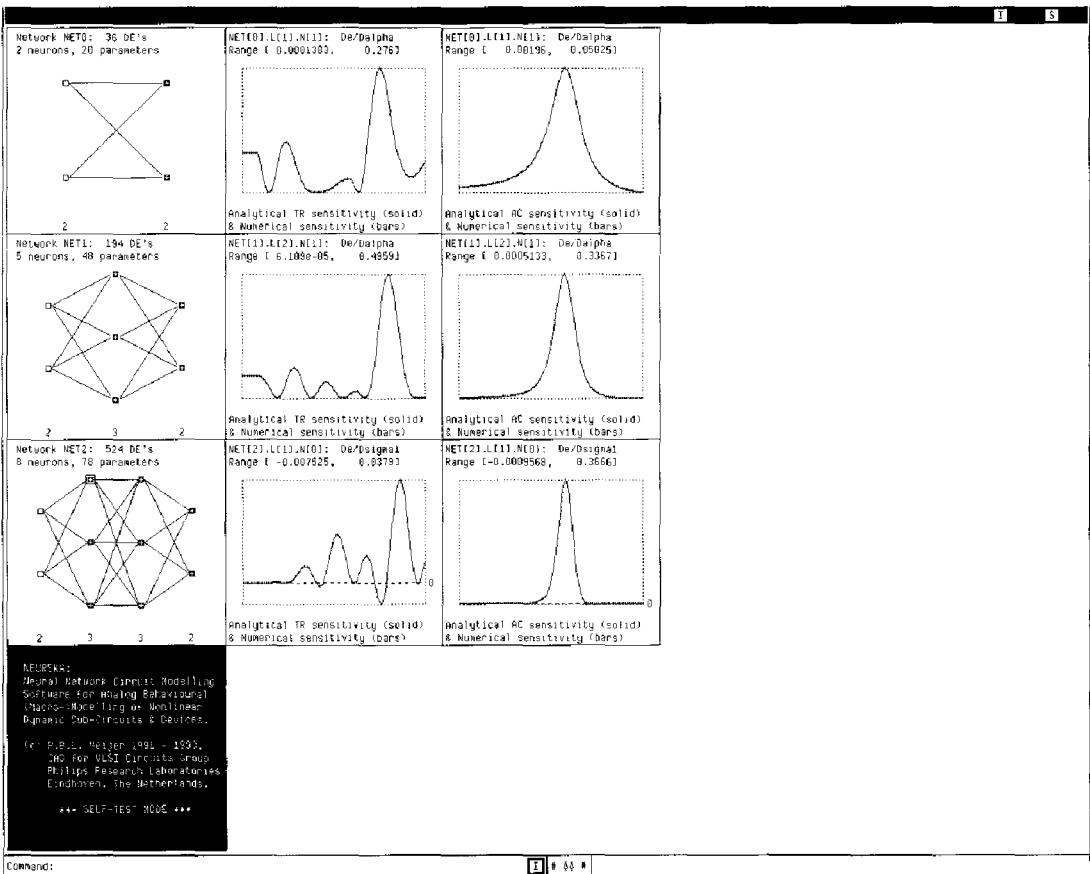 I S
Network NET0: 36 DE's
2 neurons, 20 parameters
2 2
NET[0].L[1].N[1]: De/Dalpha
Range [ 0.0001383, 0.276]
Analytical TR sensitivity (solid)
& Numerical sensitivity (bars)
NET[0].L[1].N[1]: De/Dalpha
Range [ 0.00196, 0.05025]
Analytical AC sensitivity (solid)
& Numerical sensitivity (bars)
Network NET1: 194 DE's
5 neurons, 48 parameters
2 3 2
NET[1].L[2].N[1]: De/Dalpha
Range [ 6.109e-05, 0.4959]
Analytical TR sensitivity (solid)
& Numerical sensitivity (bars)
NET[1].L[2].N[1]: De/Dalpha
Range [ 0.0005133, 0.3367]
Analytical AC sensitivity (solid)
& Numerical sensitivity (bars)
Network NET2: 524 DE's
8 neurons, 78 parameters
2 3 3 2
NET[2].L[1].N[0]: De/Dsigma1
Range [ -0.007525, 0.0379]
0
Analytical TR sensitivity (solid)
& Numerical sensitivity (bars)
NET[2].L[1].N[0]: De/Dsigma1
Range [-0.0009568, 0.3666]
0
Analytical AC sensitivity (solid)
& Numerical sensitivity (bars)
NEUREKA:
Neural Network Circuit Modelling
Software for Analog Behavioural
(Macro-)Modelling of Nonlinear
Dynamic Sub-Circuits & Devices.
(c) P.B.L. Meijer 1991 - 1993,
CAD for VLSI Circuits Group
Philips Research Laboratories
Eindhoven, The Netherlands.
*** SELF-TEST MODE ***
Command:
I # && #